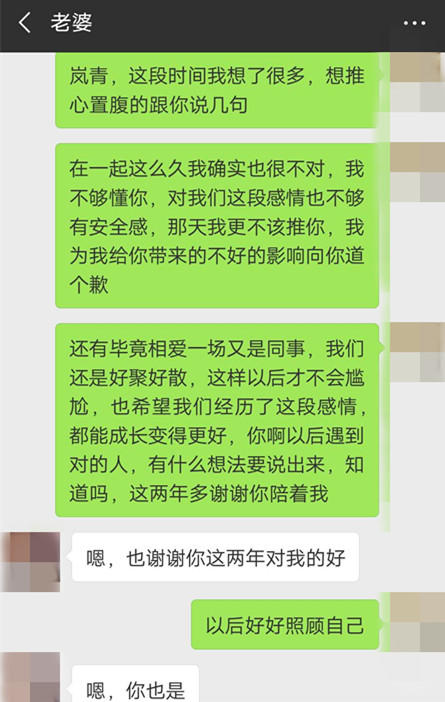 老婆
岚青，这段时间我想了很多，想推
心置腹的跟你说几句
在一起这么久我确实也很不对，我
不够懂你，对我们这段感情也不够
有安全感，那天我更不该推你，我
为我给你带来的不好的影响向你道
个歉
还有毕竟相爱一场又是同事，我们
还是好聚好散，这样以后才不会尴
尬，也希望我们经历了这段感情，
都能成长变得更好，你啊以后遇到
对的人，有什么想法要说出来，知
道吗，这两年多谢谢你陪着我
嗯，也谢谢你这两年对我的好
以后好好照顾自己
嗯，你也是